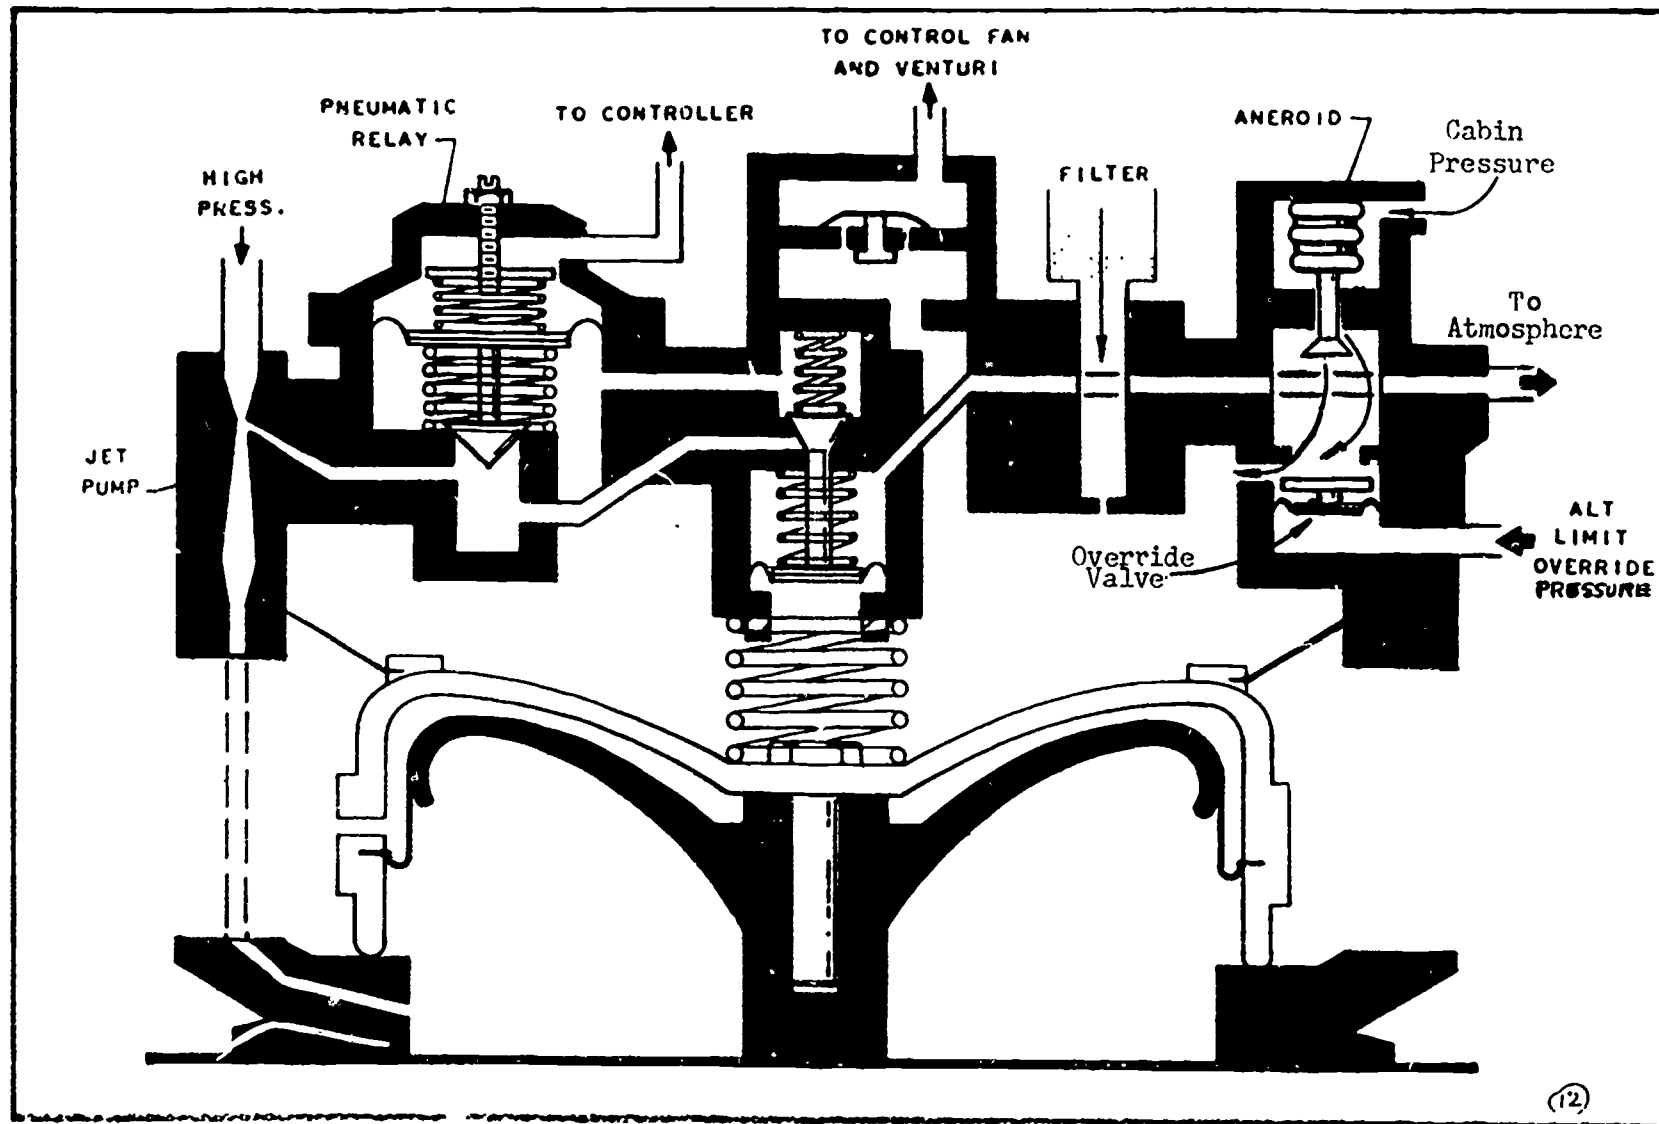 TO CONTROL FAN
AND VENTURI
PNEUMATIC
RELAY
TO CONTROLLER
ANEROID
Cabin
Pressure
HIGH
PRESS.
FILTER
To
Atmosphere
JET
PUMP
Override
Valve
ALT
LIMIT
OVERRIDE
PRESSURE
12